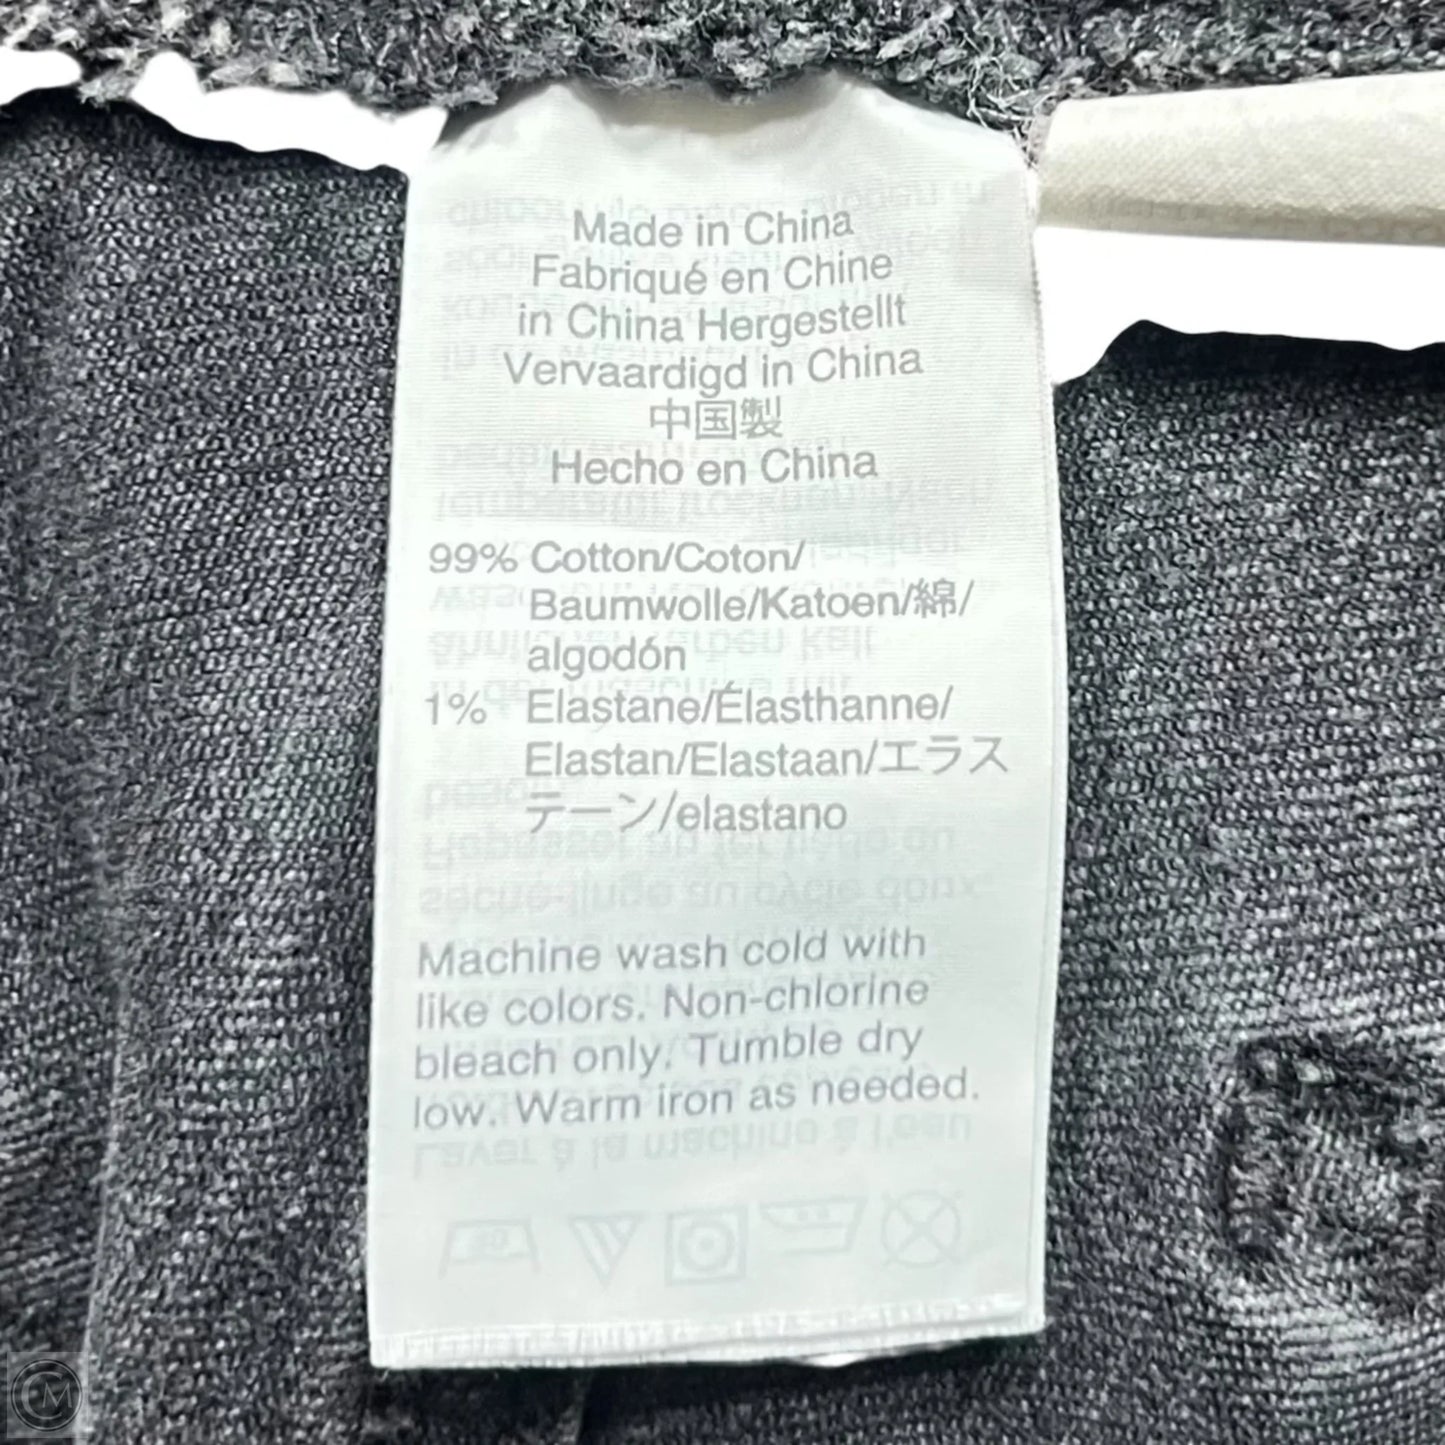 Made in China
Fabriqué en Chine
in China Hergestellt
Vervaardigd in China
中国製
Hecho en China
99% Cotton/Coton/
Baumwolle/Katoen/綿/
algodón
1% Elastane/Élasthanne/
Elastan/Elastaan/エラス
テーン/elastano
Machine wash cold with
like colors. Non-chlorine
bleach only. Tumble dry
low. Warm iron as needed.